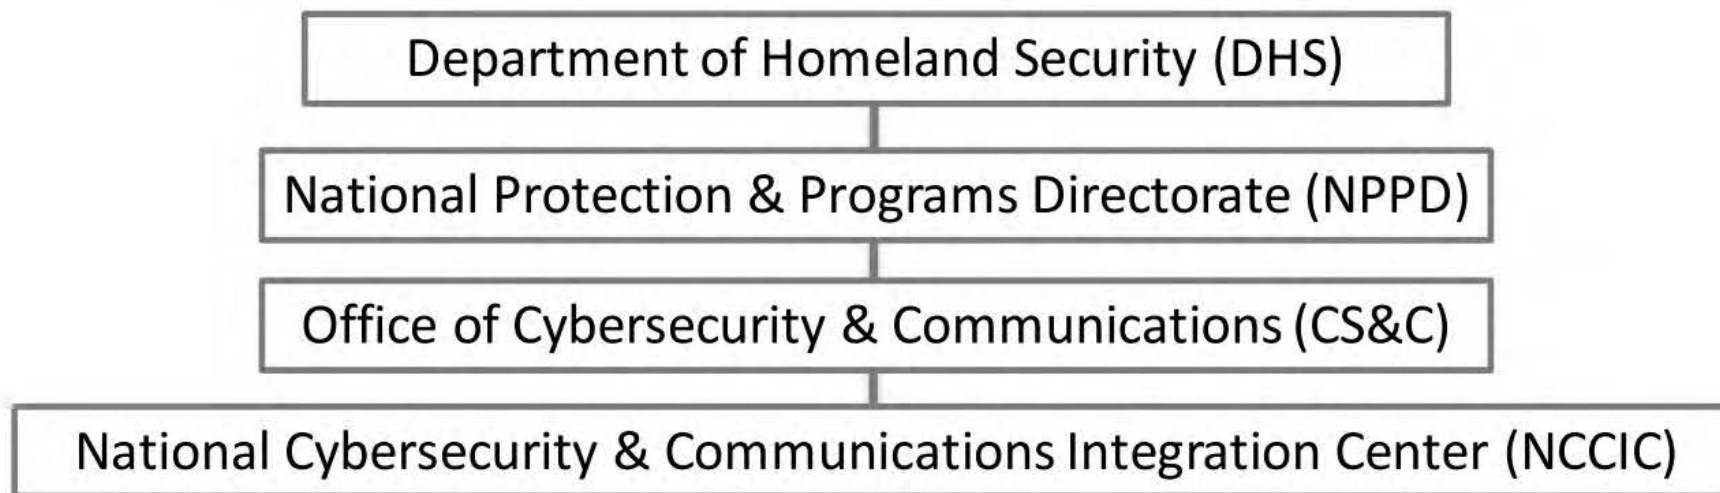 Department of Homeland Security (DHS)
National Protection & Programs Directorate (NPPD)
Office of Cybersecurity & Communications (CS&C)
National Cybersecurity & Communications Integration Center (NCCIC)